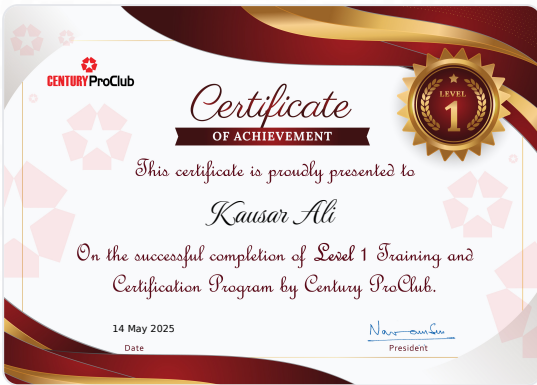 CENTURY ProClub
LEVEL
1
Certificate
OF ACHIEVEMENT
This certificate is proudly presented to
Kausar Ali
On the successful completion of Level 1 Training and
Certification Program by Century ProClub.
14 May 2025
Date
President